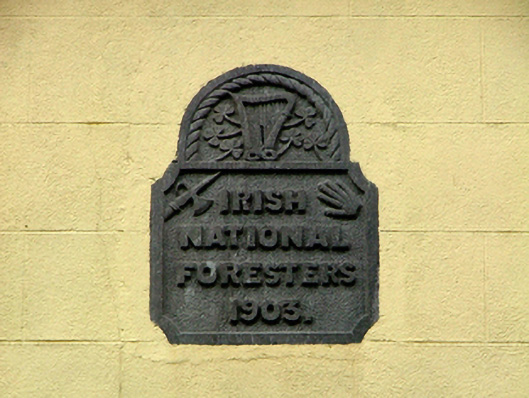 IRISH
NATIONAL
FORESTERS
1903.